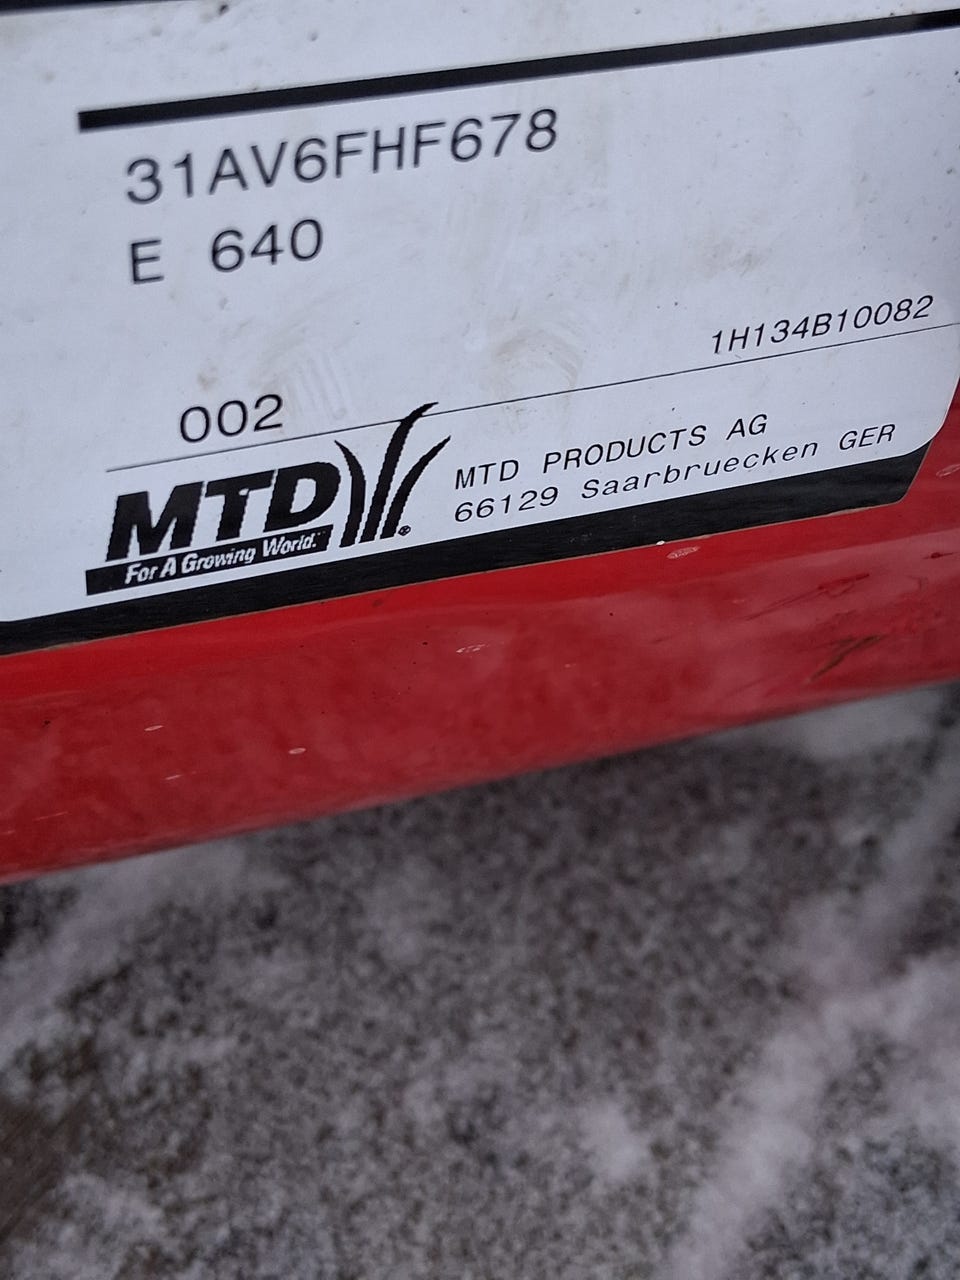 31AV6FHF678
E 640
1H134B10082
002
MTD
For A Growing World.
®
MTD PRODUCTS AG
66129 Saarbruecken GER